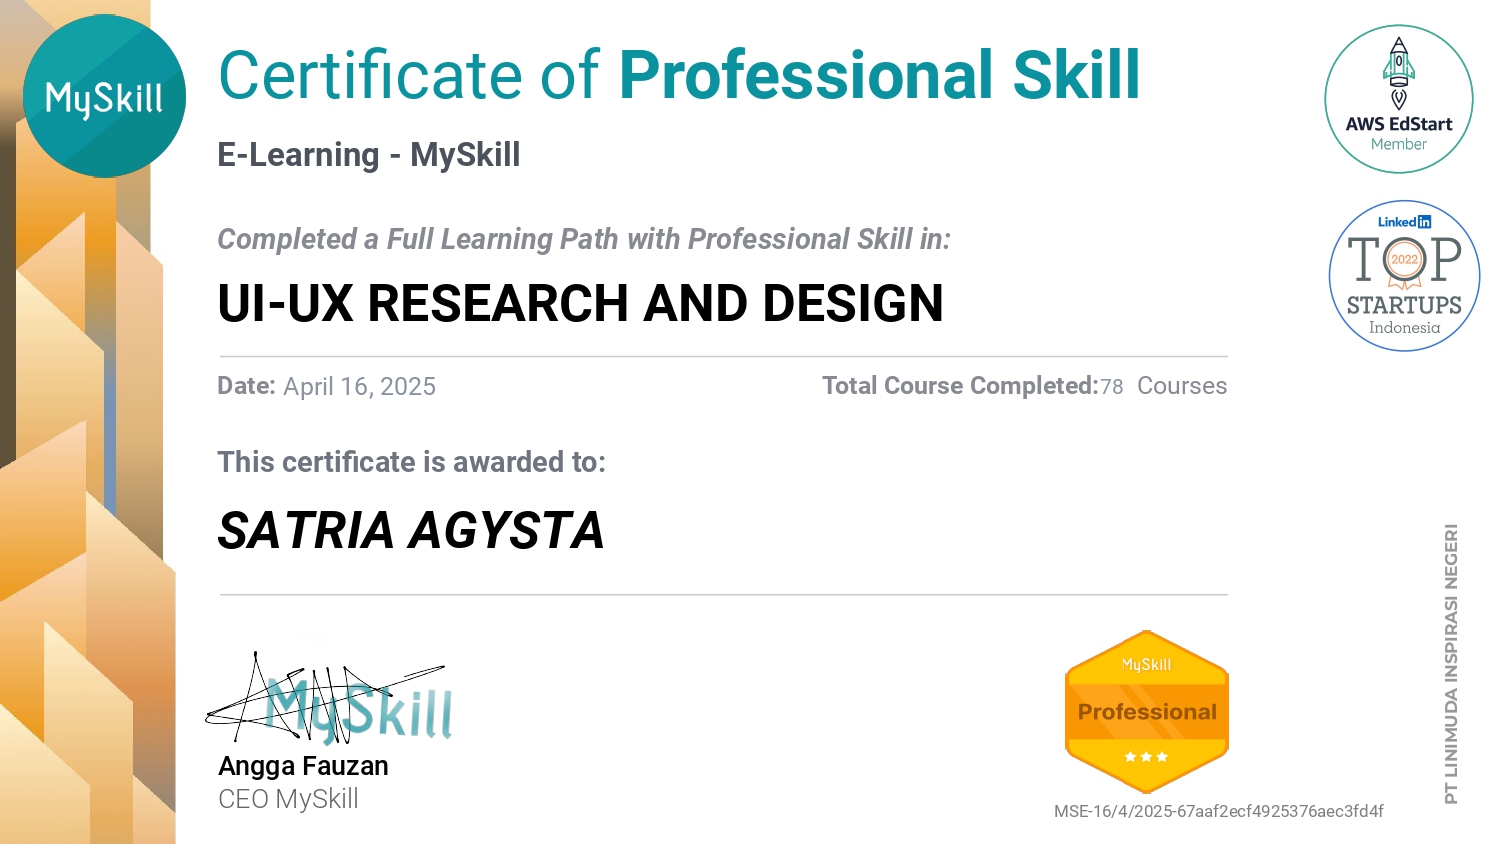 MySkill
Certificate of Professional Skill
E-Learning - MySkill
Completed a Full Learning Path with Professional Skill in:
UI-UX RESEARCH AND DESIGN
Date: April 16, 2025
Total Course Completed:78 Courses
This certificate is awarded to:
SATRIA AGYSTA
MySkill
Angga Fauzan
CEO MySkill
MySkill
Professional
MSE-16/4/2025-67aaf2ecf4925376aec3fd4f
AWS EdStart
Member
Linked in
TOP
2022
STARTUPS
Indonesia
PT LINIMUDA INSPIRASI NEGERI